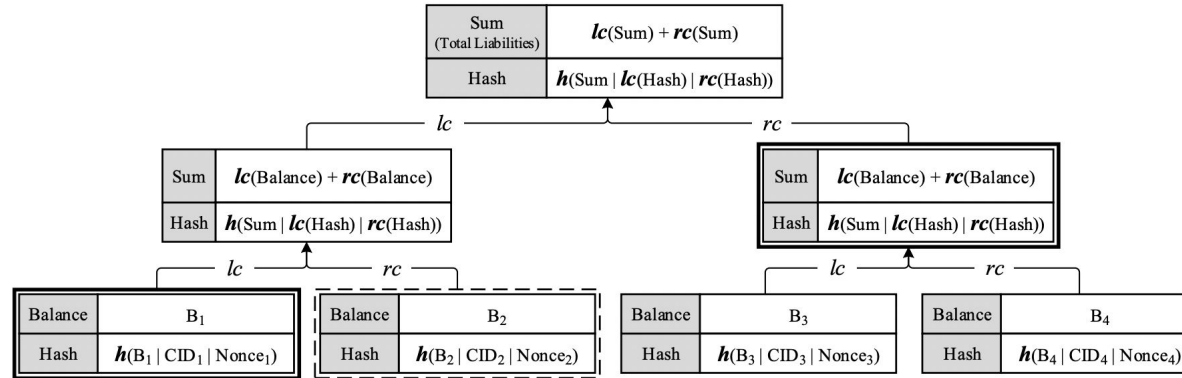 Sum
(Total Liabilities)
lc(Sum) + rc(Sum)
Hash
h(Sum | lc(Hash) | rc(Hash))
lc
rc
Sum
lc(Balance) + rc(Balance)
Hash
h(Sum | lc(Hash) | rc(Hash))
Sum
lc(Balance) + rc(Balance)
Hash
h(Sum | lc(Hash) | rc(Hash))
lc
rc
lc
rc
Balance
B₁
Hash
h(B₁ | CID₁ | Nonce₁)
Balance
B₂
Hash
h(B₂ | CID₂ | Nonce₂)
Balance
B₃
Hash
h(B₃ | CID₃ | Nonce₃)
Balance
B₄
Hash
h(B₄ | CID₄ | Nonce₄)